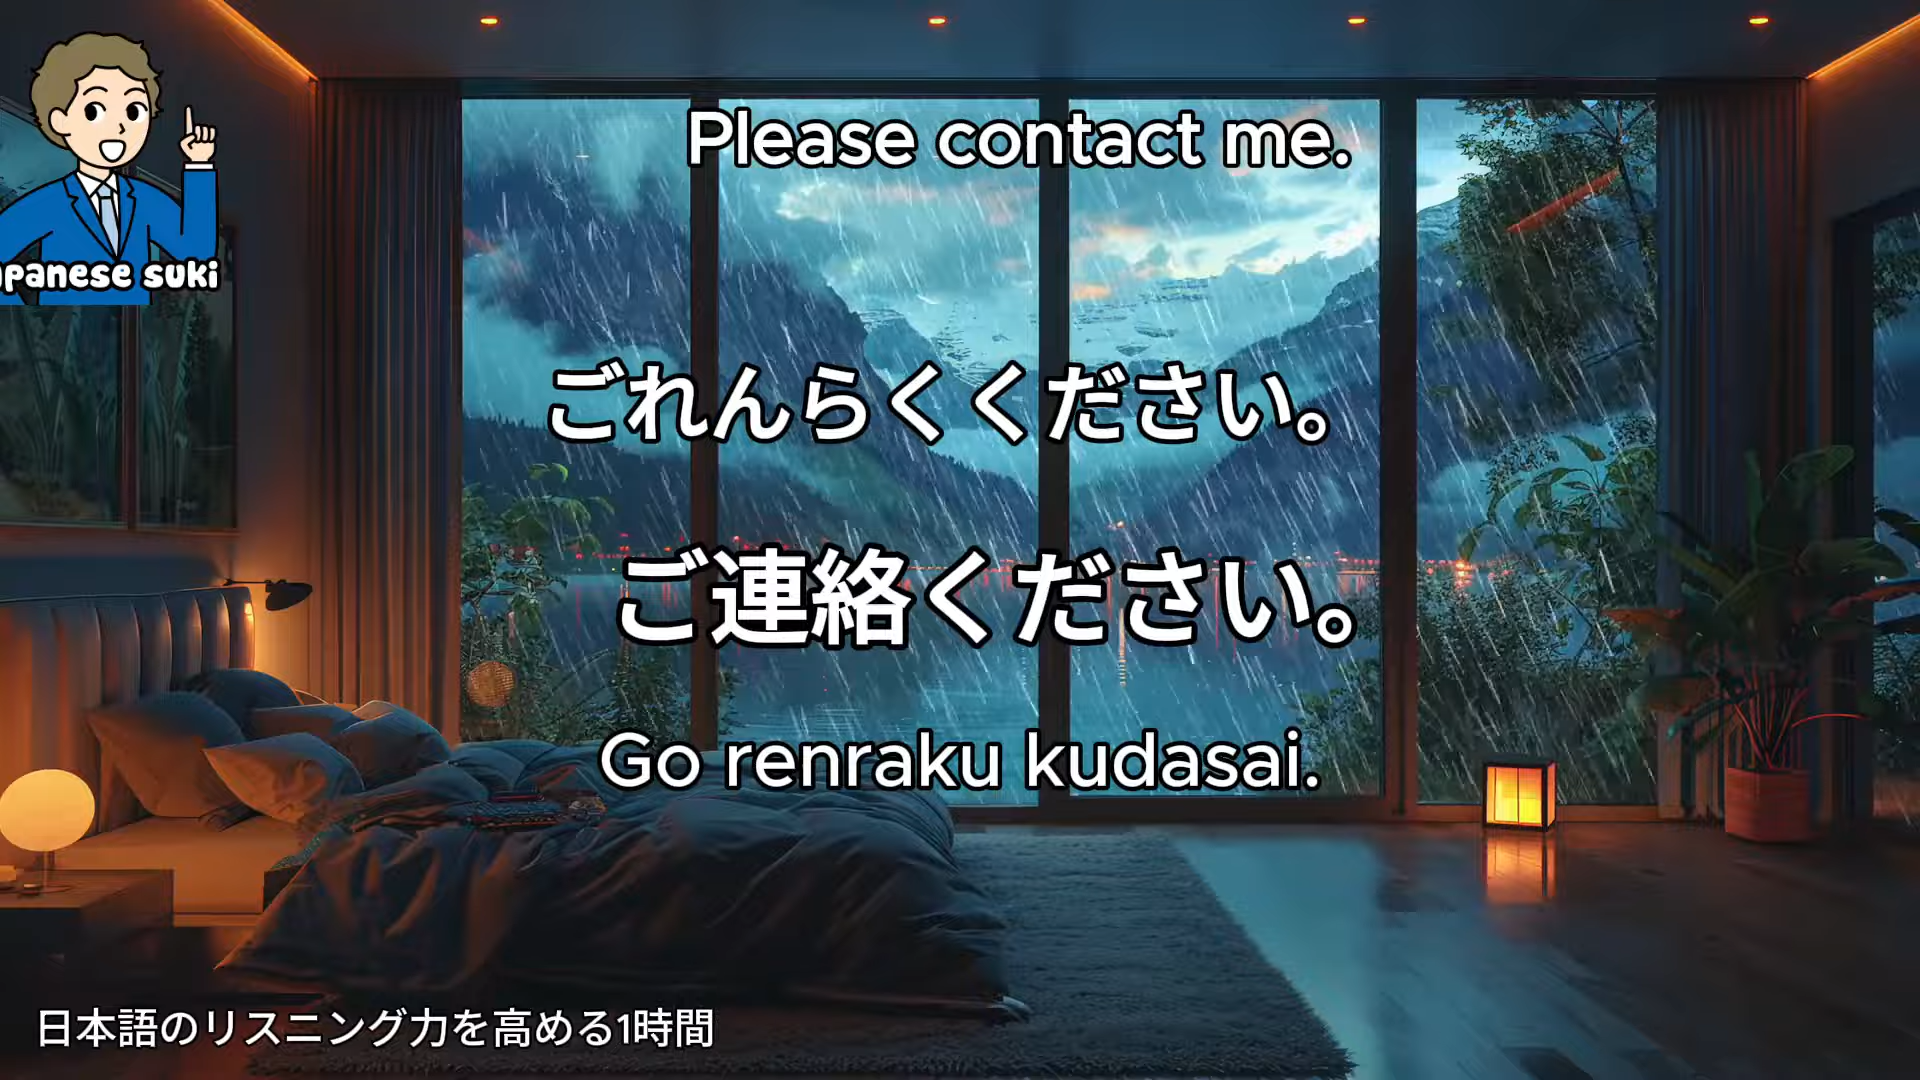 Please contact me.
panese suki
ごれんらくください。
ご連絡ください。
Go renraku kudasai.
日本語のリスニング力を高める1時間